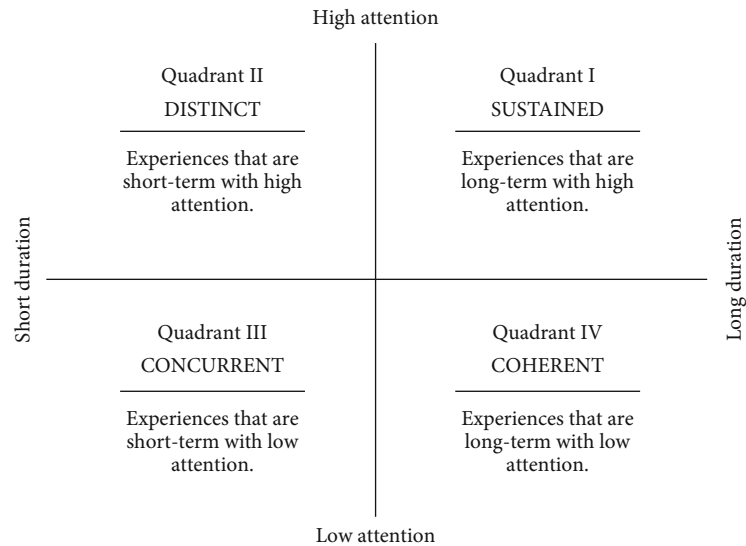 High attention
Quadrant II
DISTINCT
Experiences that are
short-term with high
attention.
Quadrant I
SUSTAINED
Experiences that are
long-term with high
attention.
Short duration
Long duration
Quadrant III
CONCURRENT
Experiences that are
short-term with low
attention.
Quadrant IV
COHERENT
Experiences that are
long-term with low
attention.
Low attention